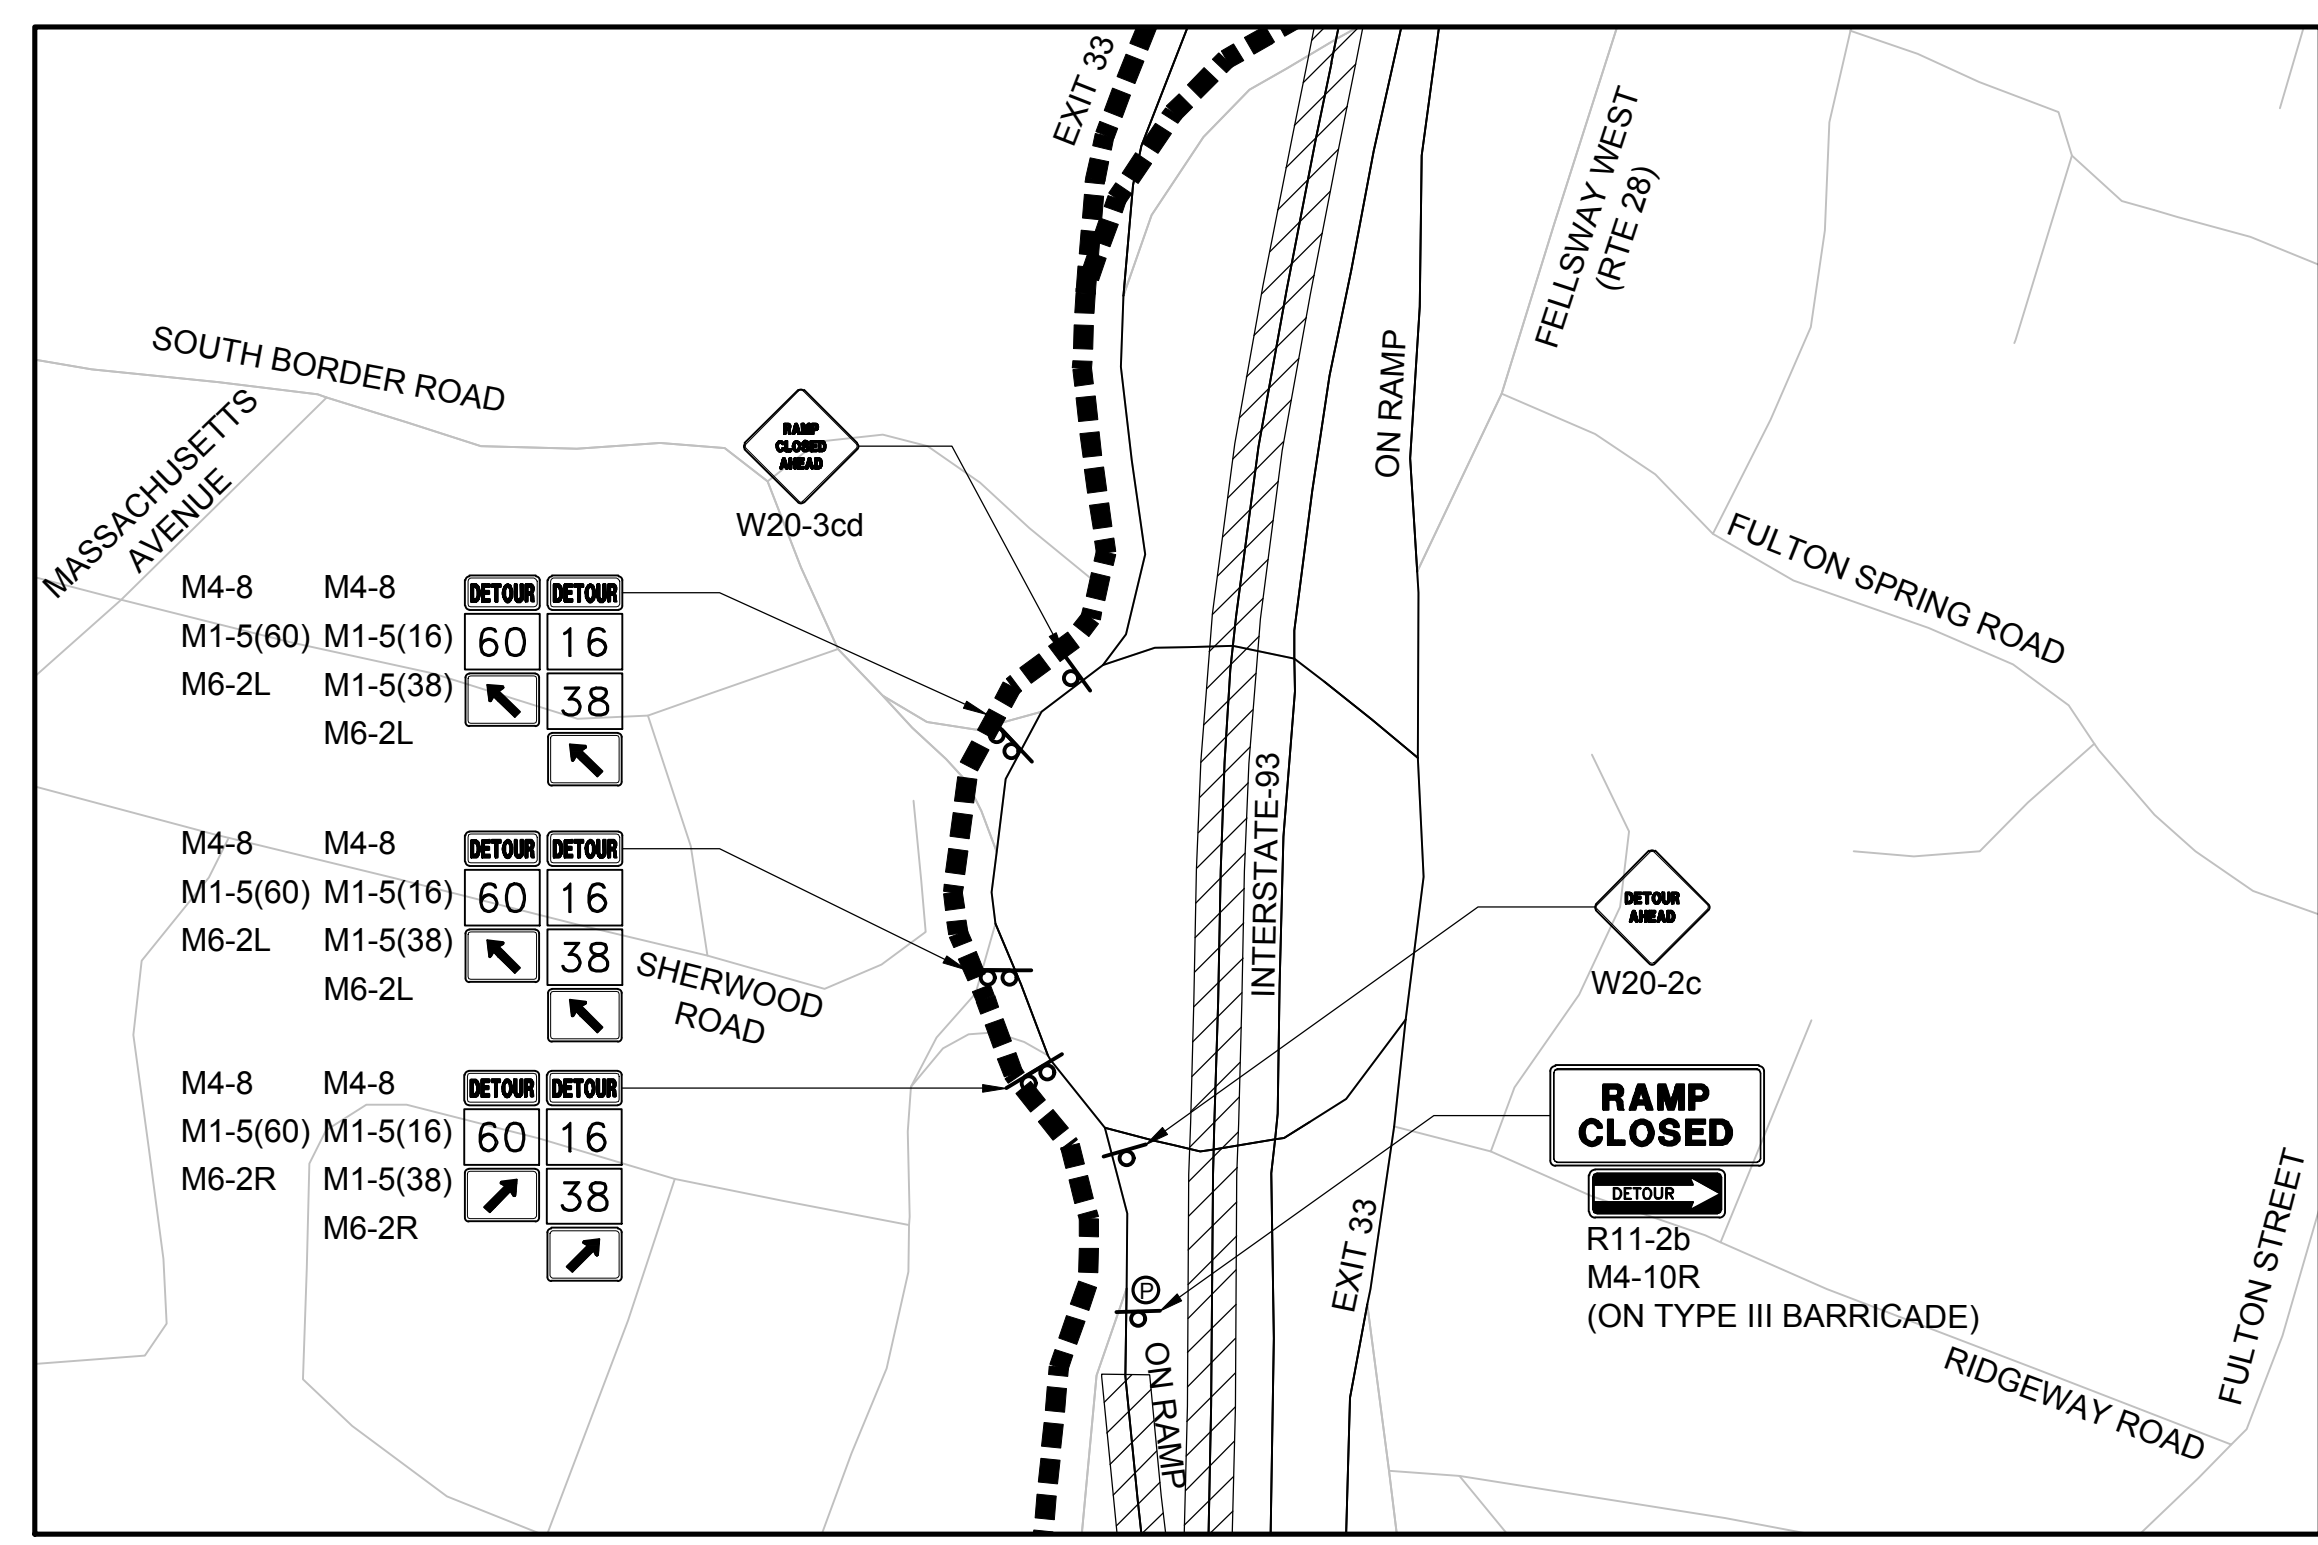 EXIT 33
FELLSWAY WEST
(RTE 28)
SOUTH BORDER ROAD
MASSACHUSETTS
AVENUE
RAMP
CLOSED
AHEAD
W20-3cd
ON RAMP
FULTON SPRING ROAD
M4-8 M4-8 DETOUR DETOUR
M1-5(60) M1-5(16) 60 16
M6-2L M1-5(38) 38
M6-2L
INTERSTATE-93
M4-8 M4-8 DETOUR DETOUR
M1-5(60) M1-5(16) 60 16
M6-2L M1-5(38) 38
M6-2L
SHERWOOD
ROAD
DETOUR
AHEAD
W20-2c
M4-8 M4-8 DETOUR DETOUR
M1-5(60) M1-5(16) 60 16
M6-2R M1-5(38) 38
M6-2R
RAMP
CLOSED
DETOUR
R11-2b
M4-10R
(ON TYPE III BARRICADE)
P
ON RAMP
EXIT 33
RIDGEWAY ROAD
FULTON STREET